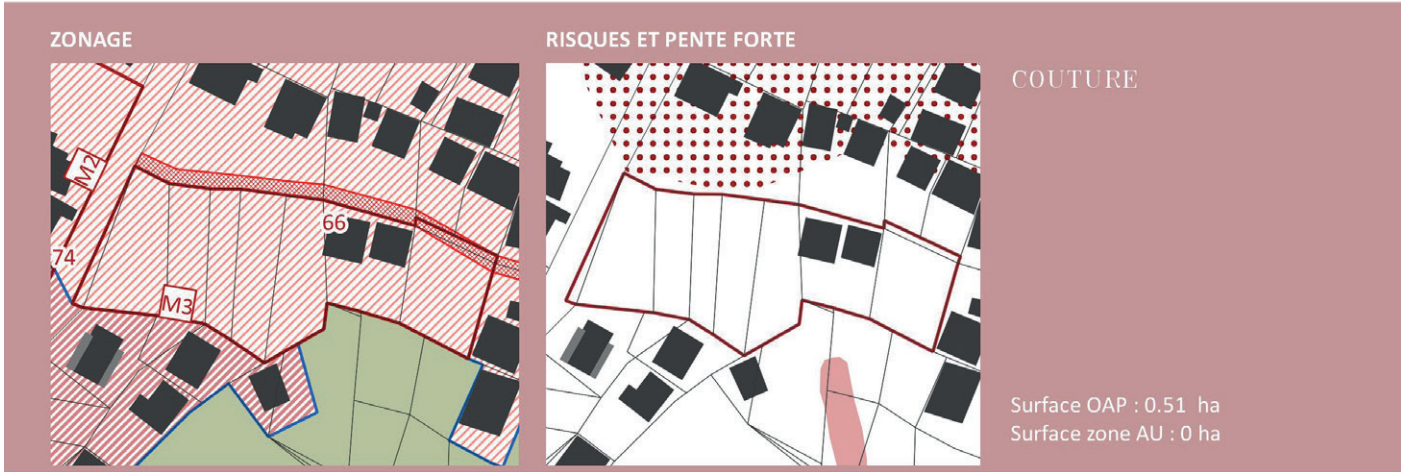 ZONAGE
RISQUES ET PENTE FORTE
COUTURE
M2
66
74
M3
Surface OAP : 0.51 ha
Surface zone AU : 0 ha